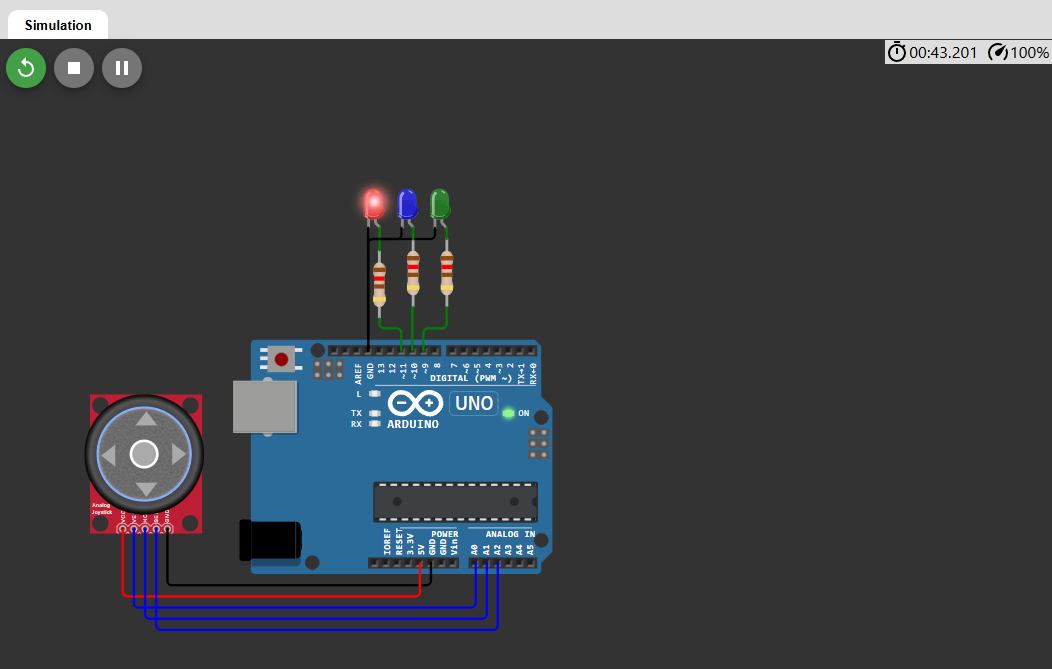 Simulation
00:43.201 100%
AREF
GND
13
12
~11
~10
~9
8
7
~6
~5
4
~3
2
TX→1
RX←0
DIGITAL (PWM ~)
L
TX
RX
UNO
ARDUINO
ON
Analog
Joystick
VCC
VERT
HORZ
SEL
GND
IOREF
RESET
3.3V
5V
GND
GND
Vin
POWER
ANALOG IN
A0
A1
A2
A3
A4
A5